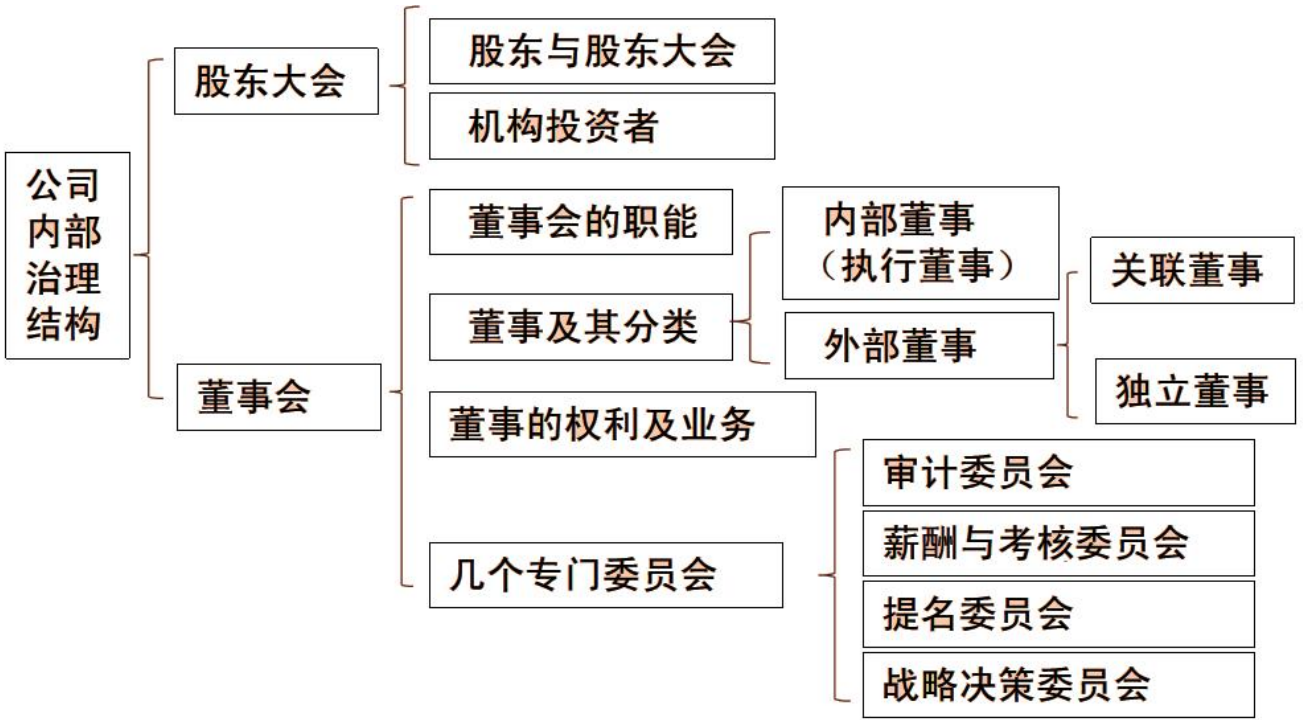 公司
内部
治理
结构
股东大会
股东与股东大会
机构投资者
董事会
董事会的职能
董事及其分类
内部董事
（执行董事）
外部董事
关联董事
独立董事
董事的权利及业务
几个专门委员会
审计委员会
薪酬与考核委员会
提名委员会
战略决策委员会